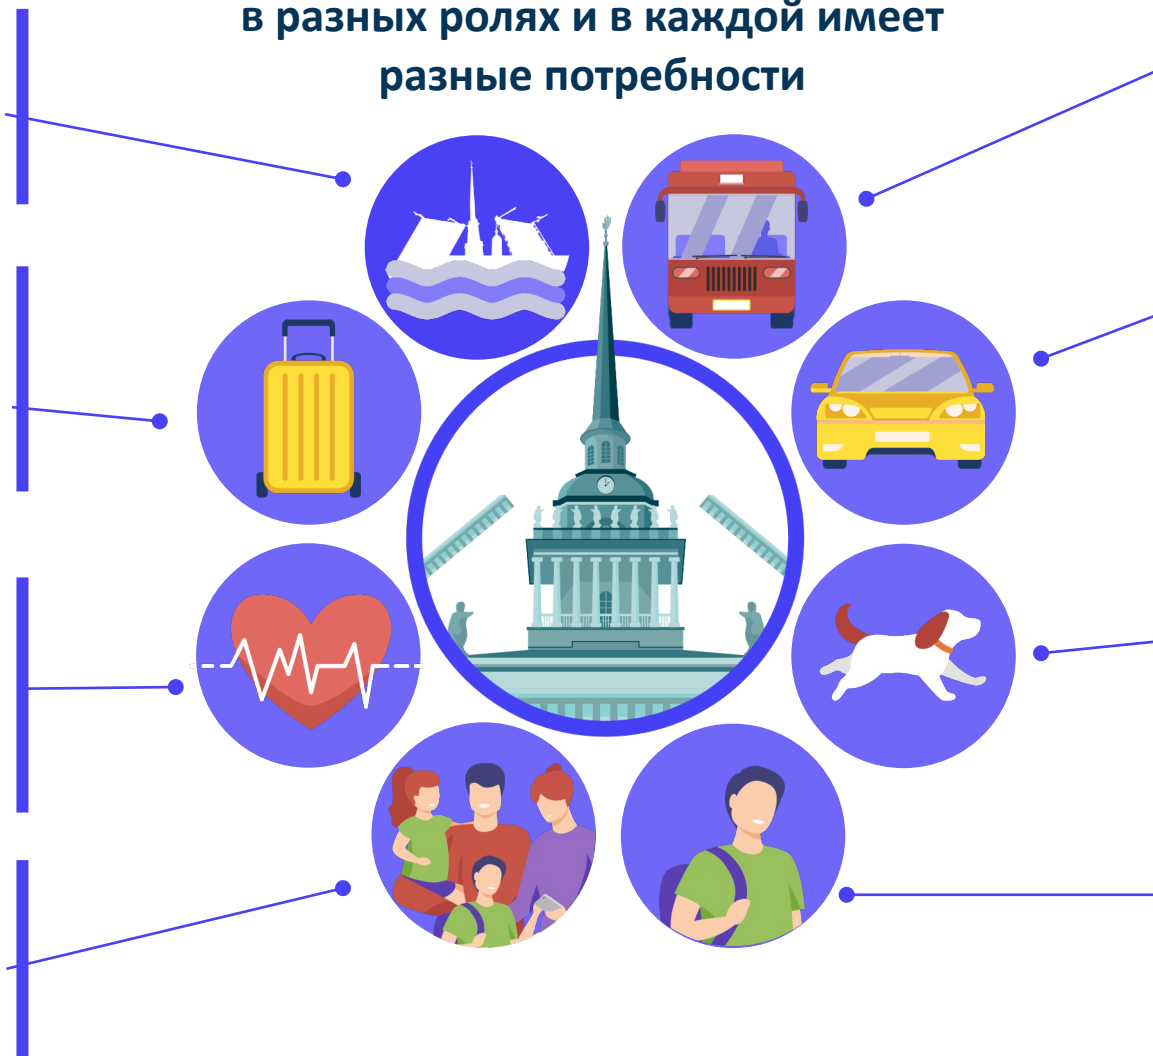 в разных ролях и в каждой имеет
разные потребности